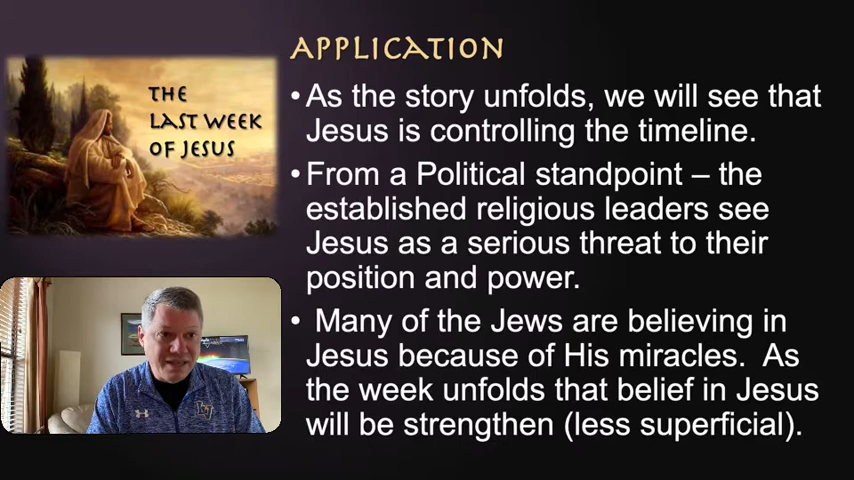 APPLICATION
THE
LAST WEEK
OF JESUS
• As the story unfolds, we will see that
Jesus is controlling the timeline.
• From a Political standpoint – the
established religious leaders see
Jesus as a serious threat to their
position and power.
• Many of the Jews are believing in
Jesus because of His miracles. As
the week unfolds that belief in Jesus
will be strengthen (less superficial).
LV